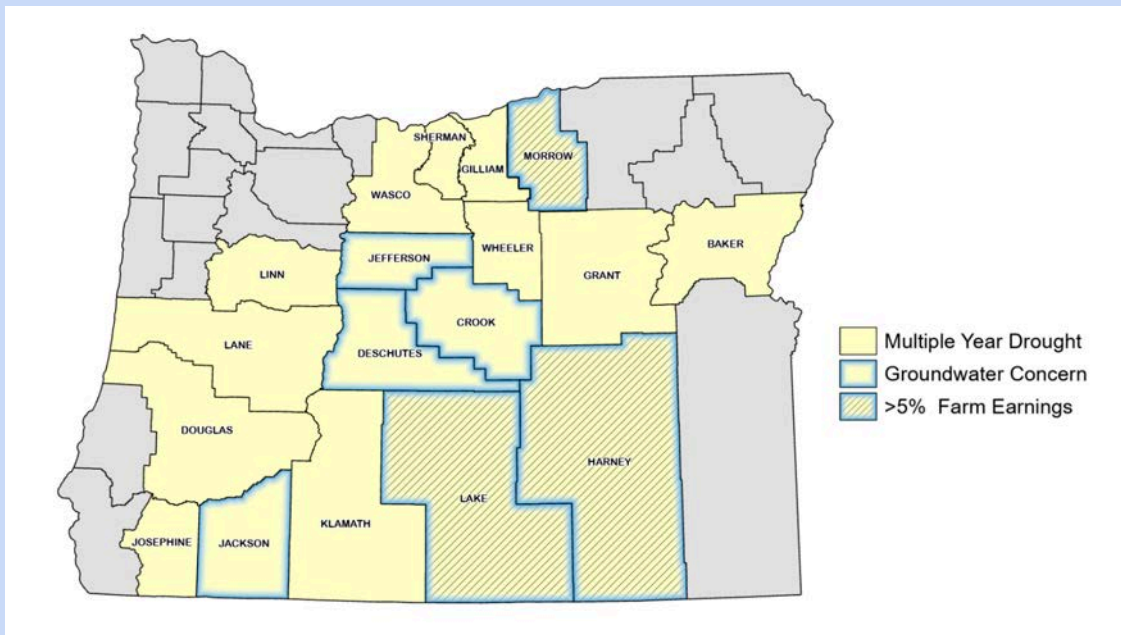 SHERMAN
MORROW
GILLIAM
WASCO
BAKER
WHEELER
JEFFERSON
GRANT
LINN
CROOK
LANE
DESCHUTES
DOUGLAS
HARNEY
LAKE
KLAMATH
JOSEPHINE
JACKSON
Multiple Year Drought
Groundwater Concern
>5% Farm Earnings